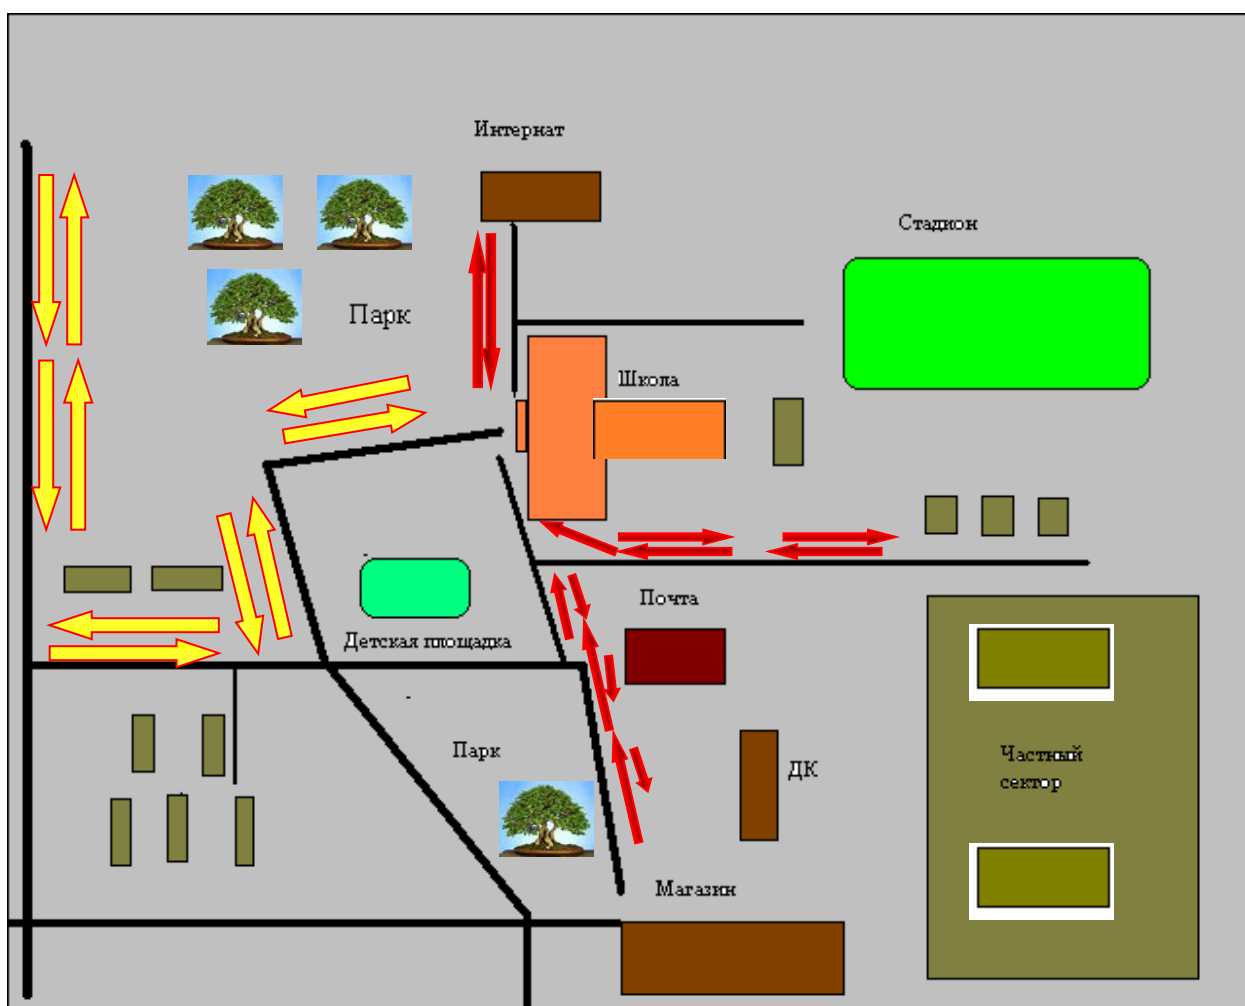 Интернат
Стадион
Парк
Школа
Почта
Детская площадка
Парк
ДК
Частный
сектор
Магазин